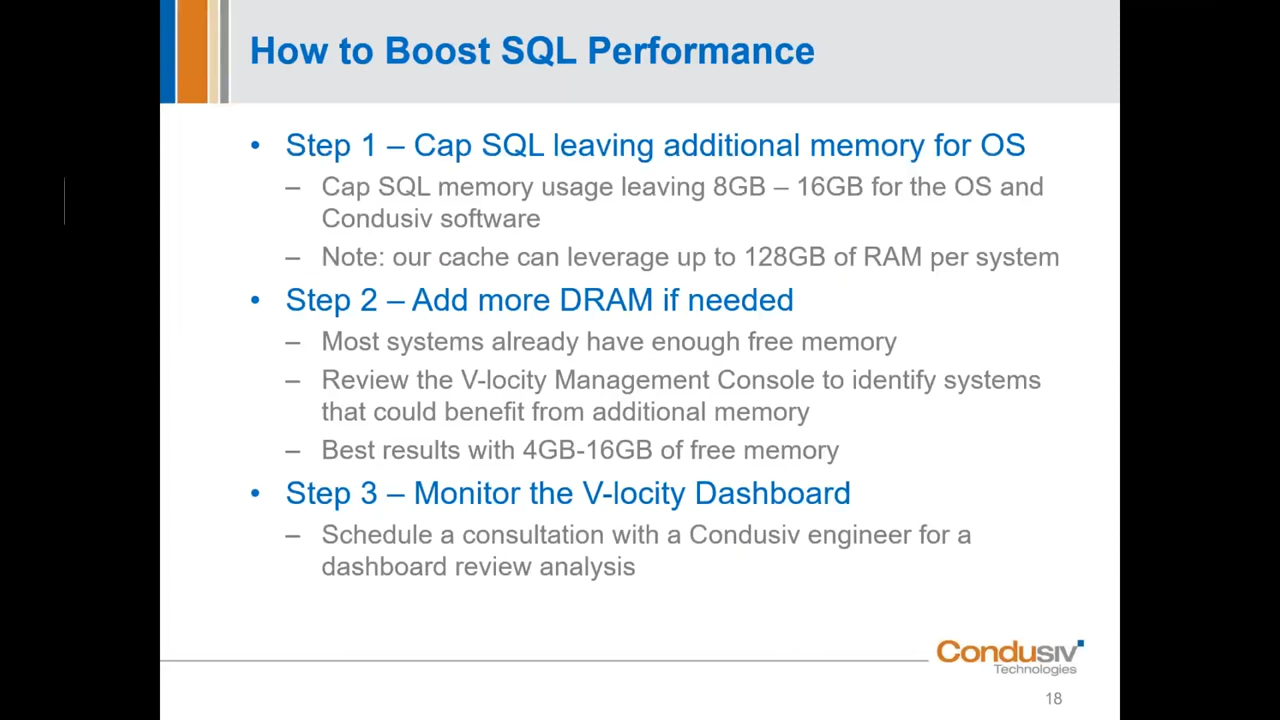 How to Boost SQL Performance
• Step 1 – Cap SQL leaving additional memory for OS
– Cap SQL memory usage leaving 8GB – 16GB for the OS and
Condusiv software
– Note: our cache can leverage up to 128GB of RAM per system
• Step 2 – Add more DRAM if needed
– Most systems already have enough free memory
– Review the V-locity Management Console to identify systems
that could benefit from additional memory
– Best results with 4GB-16GB of free memory
• Step 3 – Monitor the V-locity Dashboard
– Schedule a consultation with a Condusiv engineer for a
dashboard review analysis
Condusiv
Technologies
18